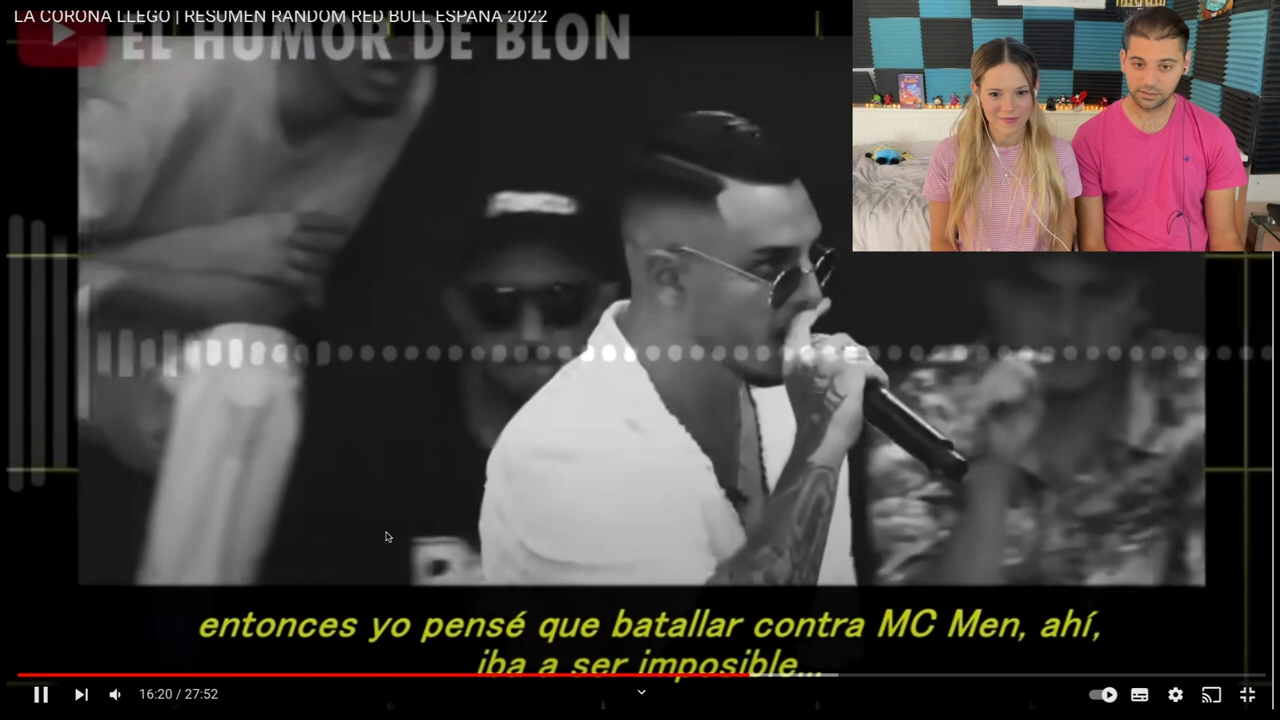 LA CORONA LLEGÓ | RESUMEN RANDOM RED BULL ESPAÑA 2022
EL HUMOR DE BLON
entonces yo pensé que batallar contra MC Men, ahí,
iba a ser imposible...
16:20 / 27:52